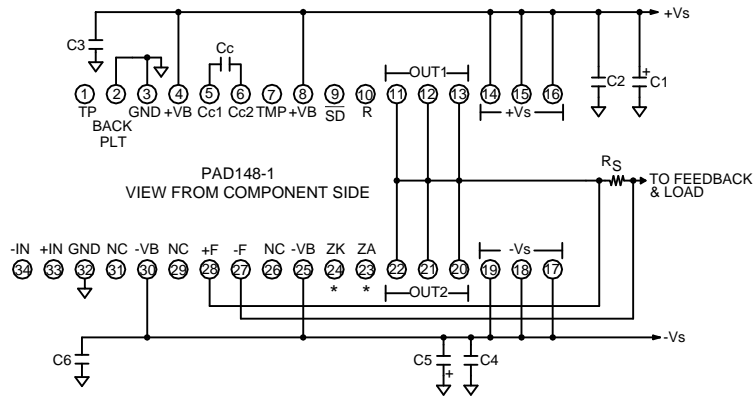 +Vs
C3
Cc
OUT1
C2
+
C1
1 2 3 4 5 6 7 8 9 10 11 12 13 14 15 16
TP BACK PLT GND +VB Cc1 Cc2 TMP +VB SD R +Vs
PAD148-1
VIEW FROM COMPONENT SIDE
RS
TO FEEDBACK
& LOAD
-IN +IN GND NC -VB NC +F -F NC -VB ZK ZA -Vs
34 33 32 31 30 29 28 27 26 25 24 23 22 21 20 19 18 17
* *
OUT2
-Vs
C6
C5
+
C4